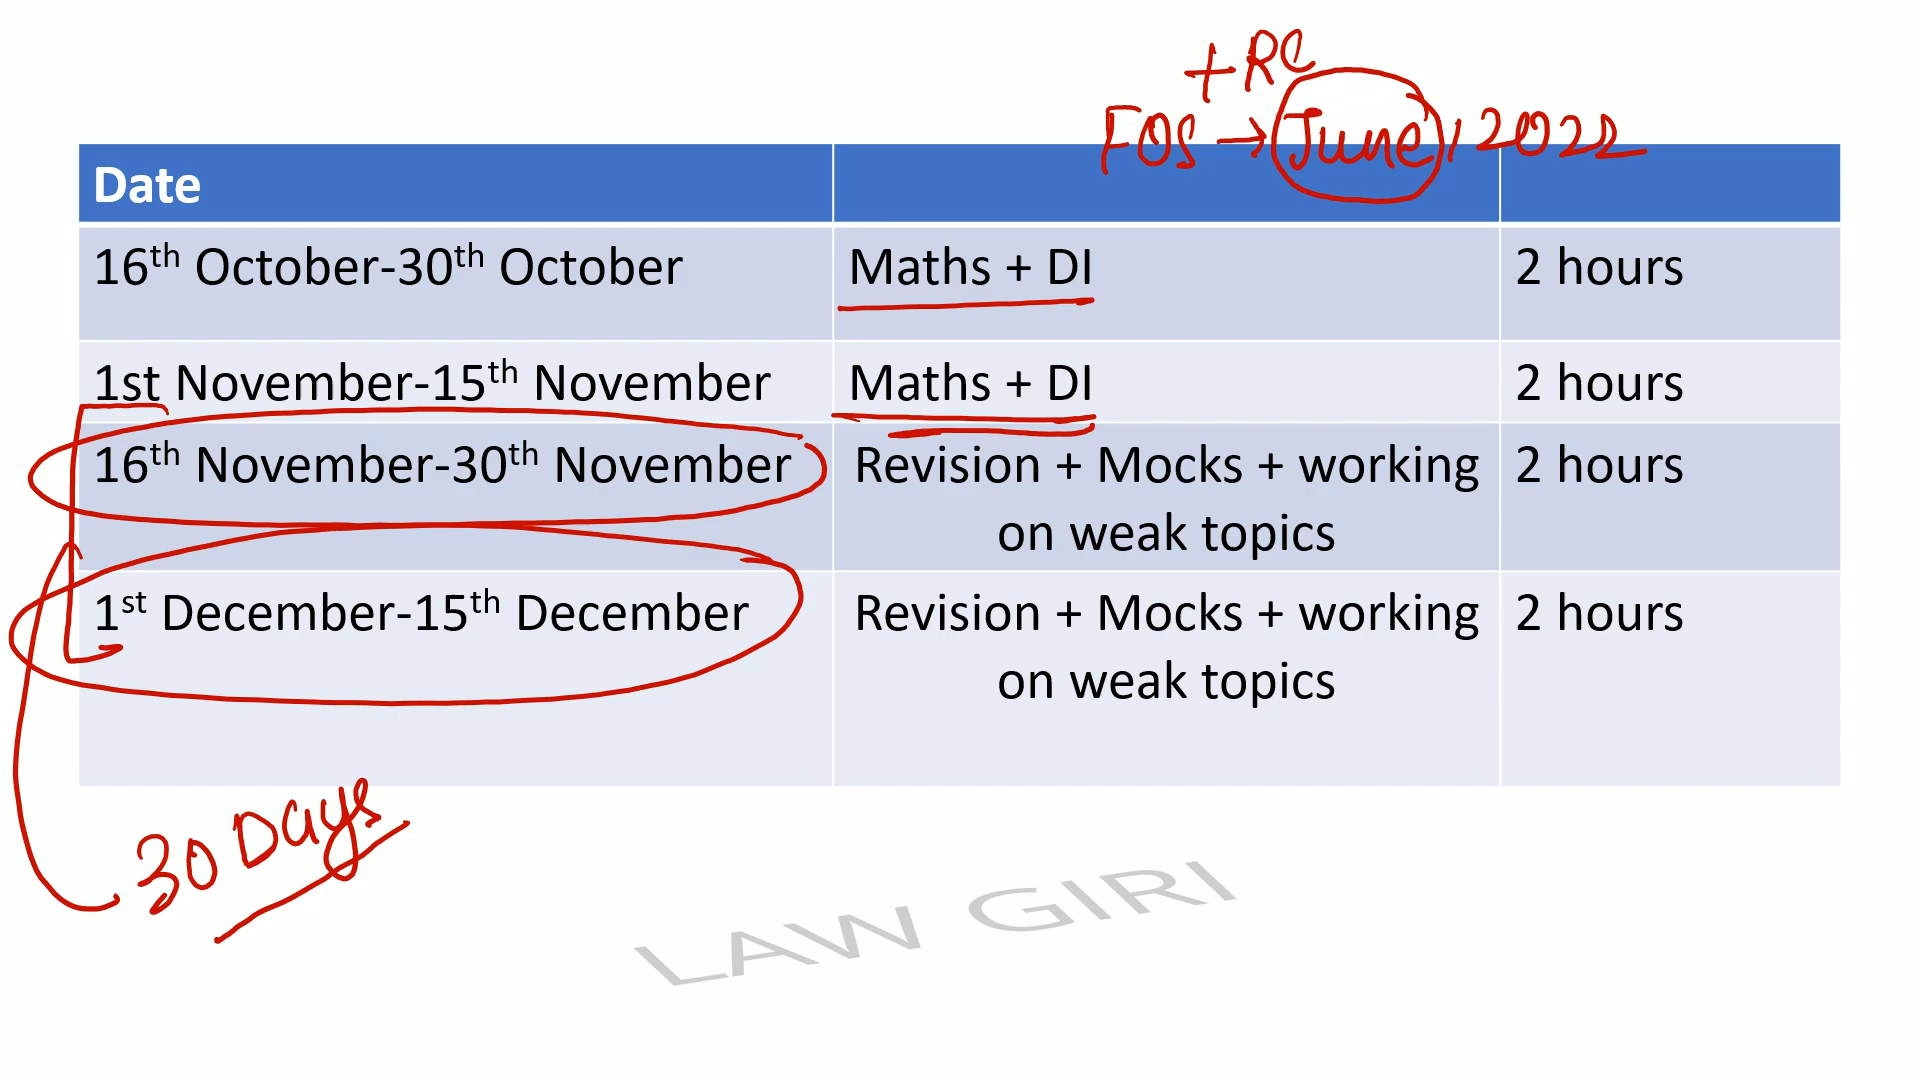 +RC
FOS → June, 2022
Date
16th October-30th October Maths + DI 2 hours
1st November-15th November Maths + DI 2 hours
16th November-30th November Revision + Mocks + working 2 hours
on weak topics
1st December-15th December Revision + Mocks + working 2 hours
on weak topics
30 Days
LAW GIRI